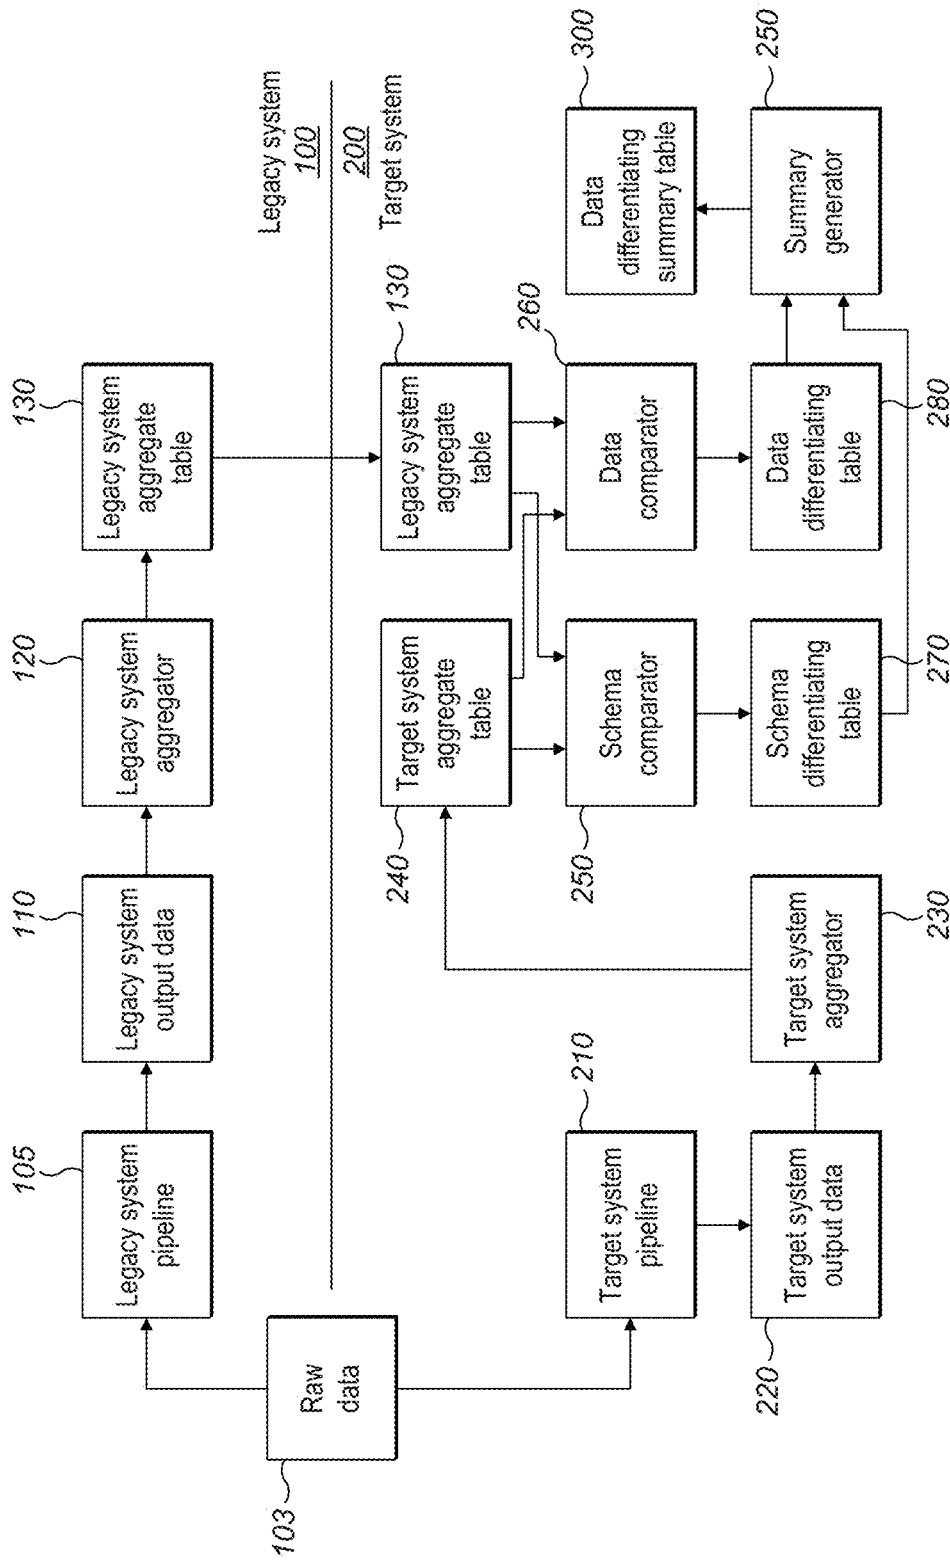 105
Legacy system
pipeline
110
Legacy system
output data
120
Legacy system
aggregator
130
Legacy system
aggregate
table
Legacy system
100
200
Target system
103
Raw
data
240
Target system
aggregate
table
130
Legacy system
aggregate
table
210
Target system
pipeline
250
Schema
comparator
260
Data
comparator
300
Data
differentiating
summary table
220
Target system
output data
230
Target system
aggregator
270
Schema
differentiating
table
280
Data
differentiating
table
250
Summary
generator